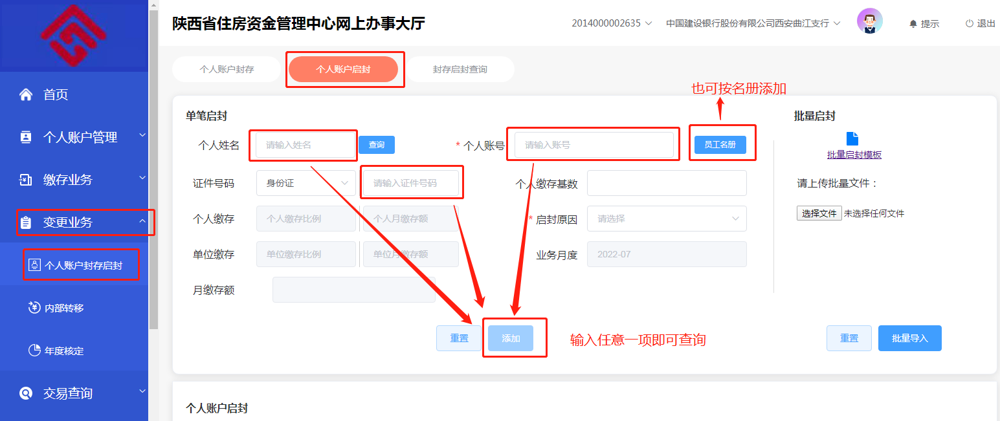 陕西省住房资金管理中心网上办事大厅
2014000002635
中国建设银行股份有限公司西安曲江支行
提示
退出
首页
个人账户管理
缴存业务
变更业务
个人账户封存启封
内部转移
年度核定
交易查询
个人账户封存
个人账户启封
封存启封查询
也可按名册添加
单笔启封
个人姓名
请输入姓名
查询
* 个人账号
请输入账号
员工名册
证件号码
身份证
请输入证件号码
个人缴存基数
个人缴存
个人缴存比例
个人月缴存额
* 启封原因
请选择
单位缴存
单位缴存比例
单位月缴存额
业务月度
2022-07
月缴存额
重置
添加
输入任意一项即可查询
批量启封
批量启封模板
请上传批量文件：
选择文件 未选择任何文件
重置
批量导入
个人账户启封